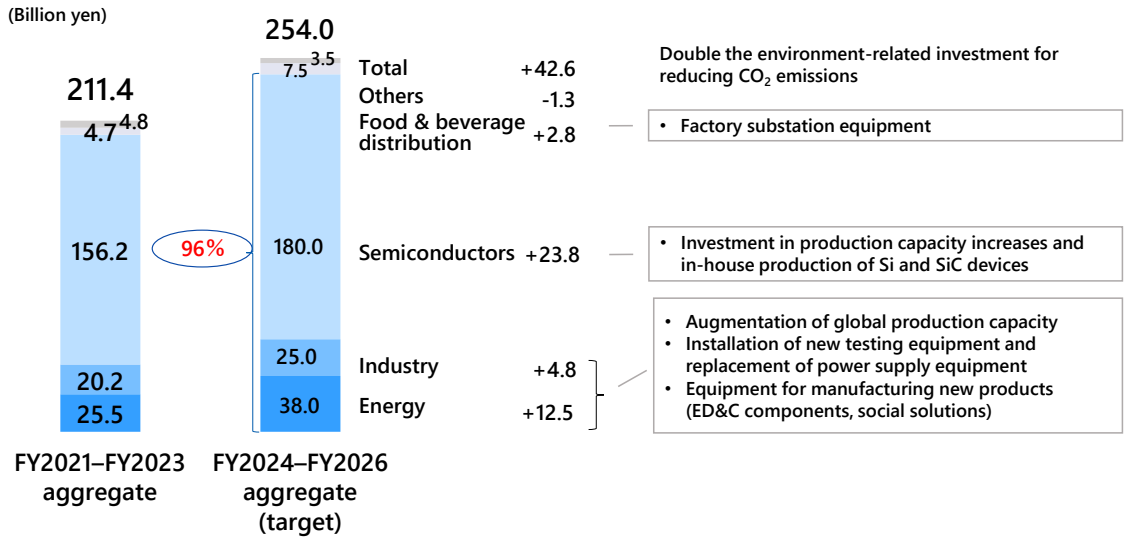 (Billion yen)
211.4
4.8
4.7
156.2
20.2
25.5
FY2021–FY2023
aggregate
96%
254.0
3.5
7.5
180.0
25.0
38.0
FY2024–FY2026
aggregate
(target)
Total +42.6
Others -1.3
Food & beverage
distribution +2.8
Semiconductors +23.8
Industry +4.8
Energy +12.5
Double the environment-related investment for
reducing CO₂ emissions
• Factory substation equipment
• Investment in production capacity increases and
in-house production of Si and SiC devices
• Augmentation of global production capacity
• Installation of new testing equipment and
replacement of power supply equipment
• Equipment for manufacturing new products
(ED&C components, social solutions)